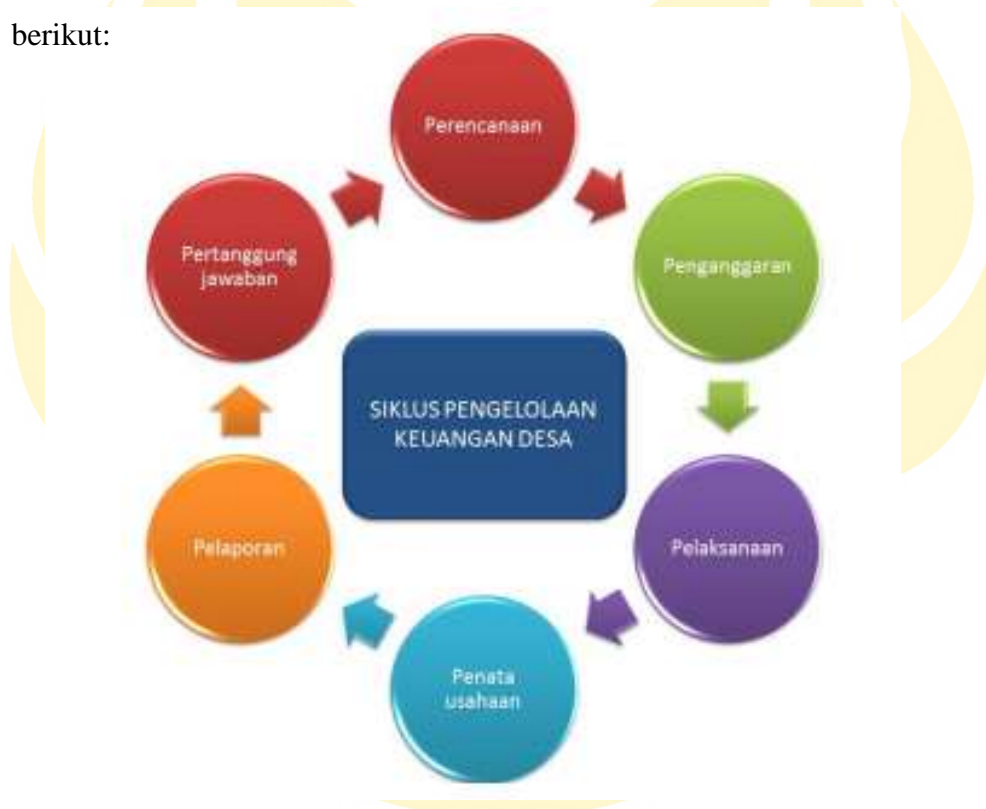 berikut:
Perencanaan
Penganggaran
Pelaksanaan
Penata
usahaan
Pelaporan
Pertanggung
jawaban
SIKLUS PENGELOLAAN
KEUANGAN DESA